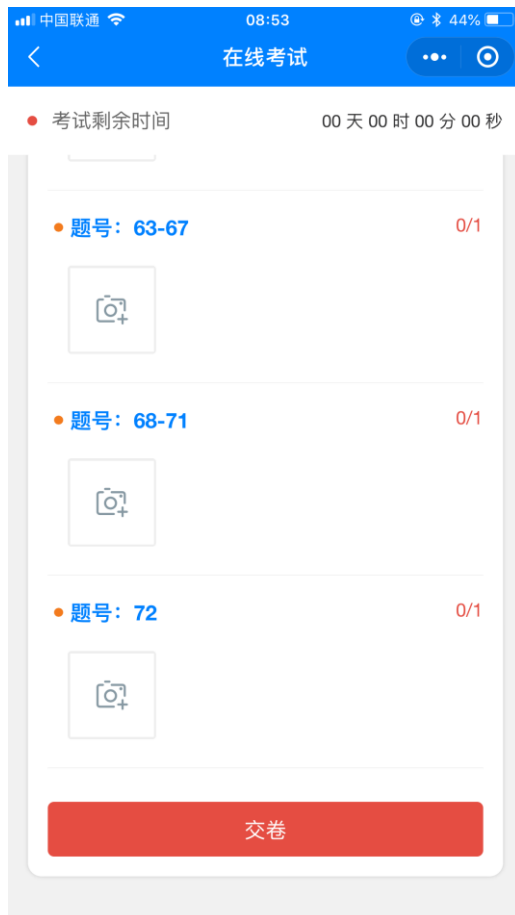 中国联通 08:53 44%
在线考试
考试剩余时间 00 天 00 时 00 分 00 秒
题号：63-67 0/1
题号：68-71 0/1
题号：72 0/1
交卷